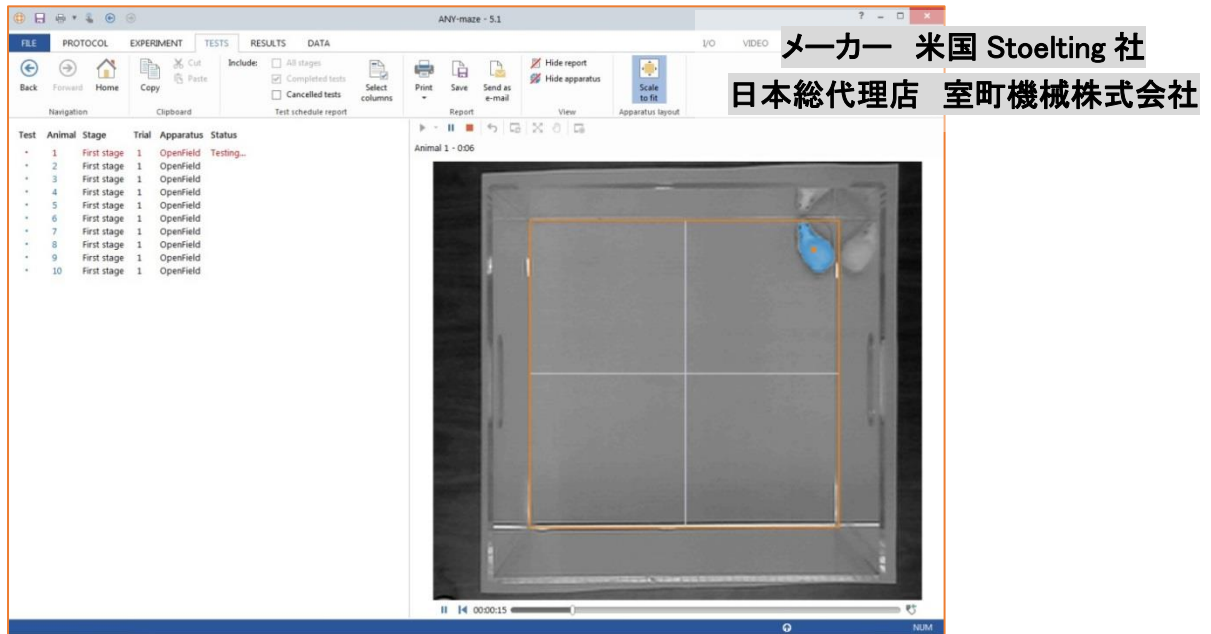 ANY-maze - 5.1
? – □ ×
FILE PROTOCOL EXPERIMENT TESTS RESULTS DATA I/O VIDEO
メーカー 米国 Stoelting 社
日本総代理店 室町機械株式会社
Back Forward Home
Navigation
Copy Cut
Paste
Clipboard
Include: All stages
Completed tests
Cancelled tests
Select columns
Test schedule report
Print Save Send as e-mail
Report
Hide report
Hide apparatus
View
Scale to fit
Apparatus layout
Test Animal Stage Trial Apparatus Status
1 First stage 1 OpenField Testing...
2 First stage 1 OpenField
3 First stage 1 OpenField
4 First stage 1 OpenField
5 First stage 1 OpenField
6 First stage 1 OpenField
7 First stage 1 OpenField
8 First stage 1 OpenField
9 First stage 1 OpenField
10 First stage 1 OpenField
Animal 1 - 0:06
00:00:15
NUM